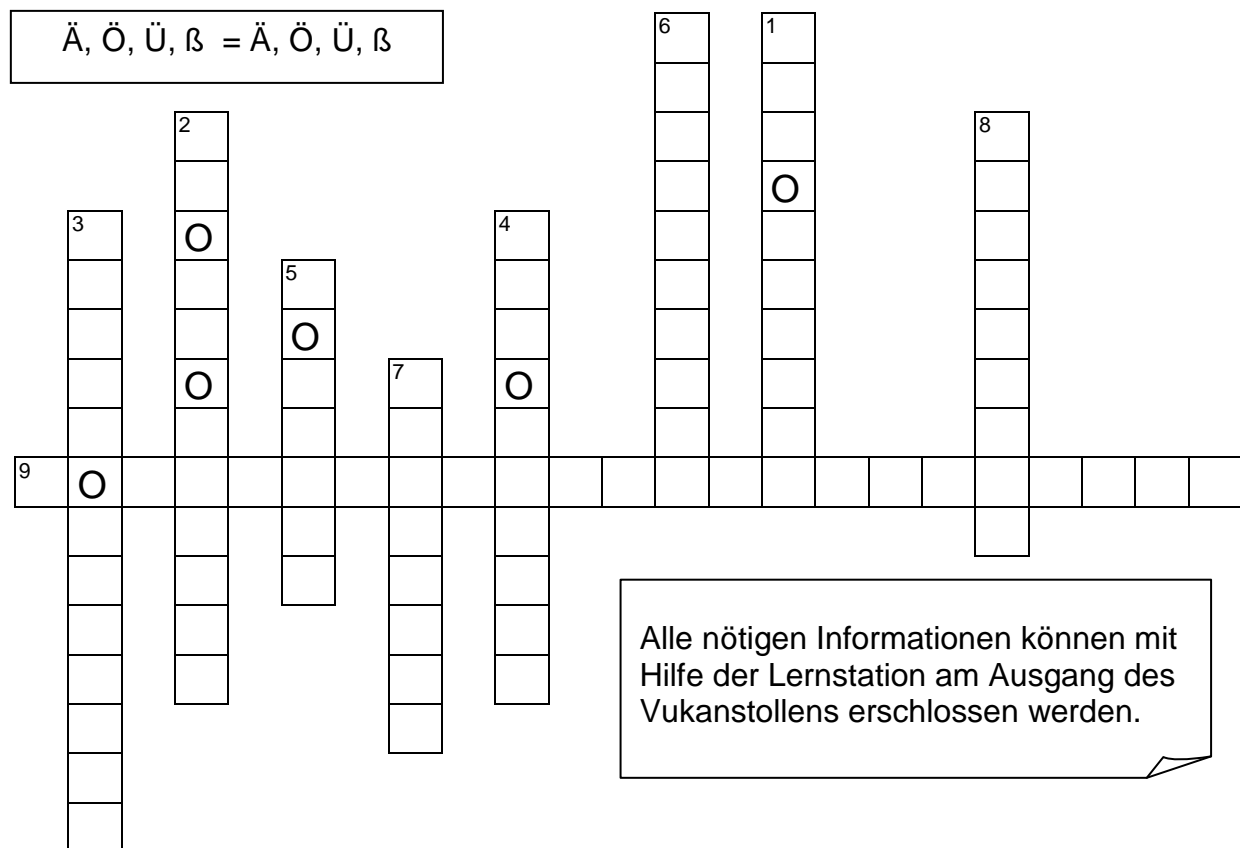 Ä, Ö, Ü, ß = Ä, Ö, Ü, ß
6 1
2 8
O
3 O 4
5
O
7
O O
9 O
Alle nötigen Informationen können mit
Hilfe der Lernstation am Ausgang des
Vukanstollens erschlossen werden.